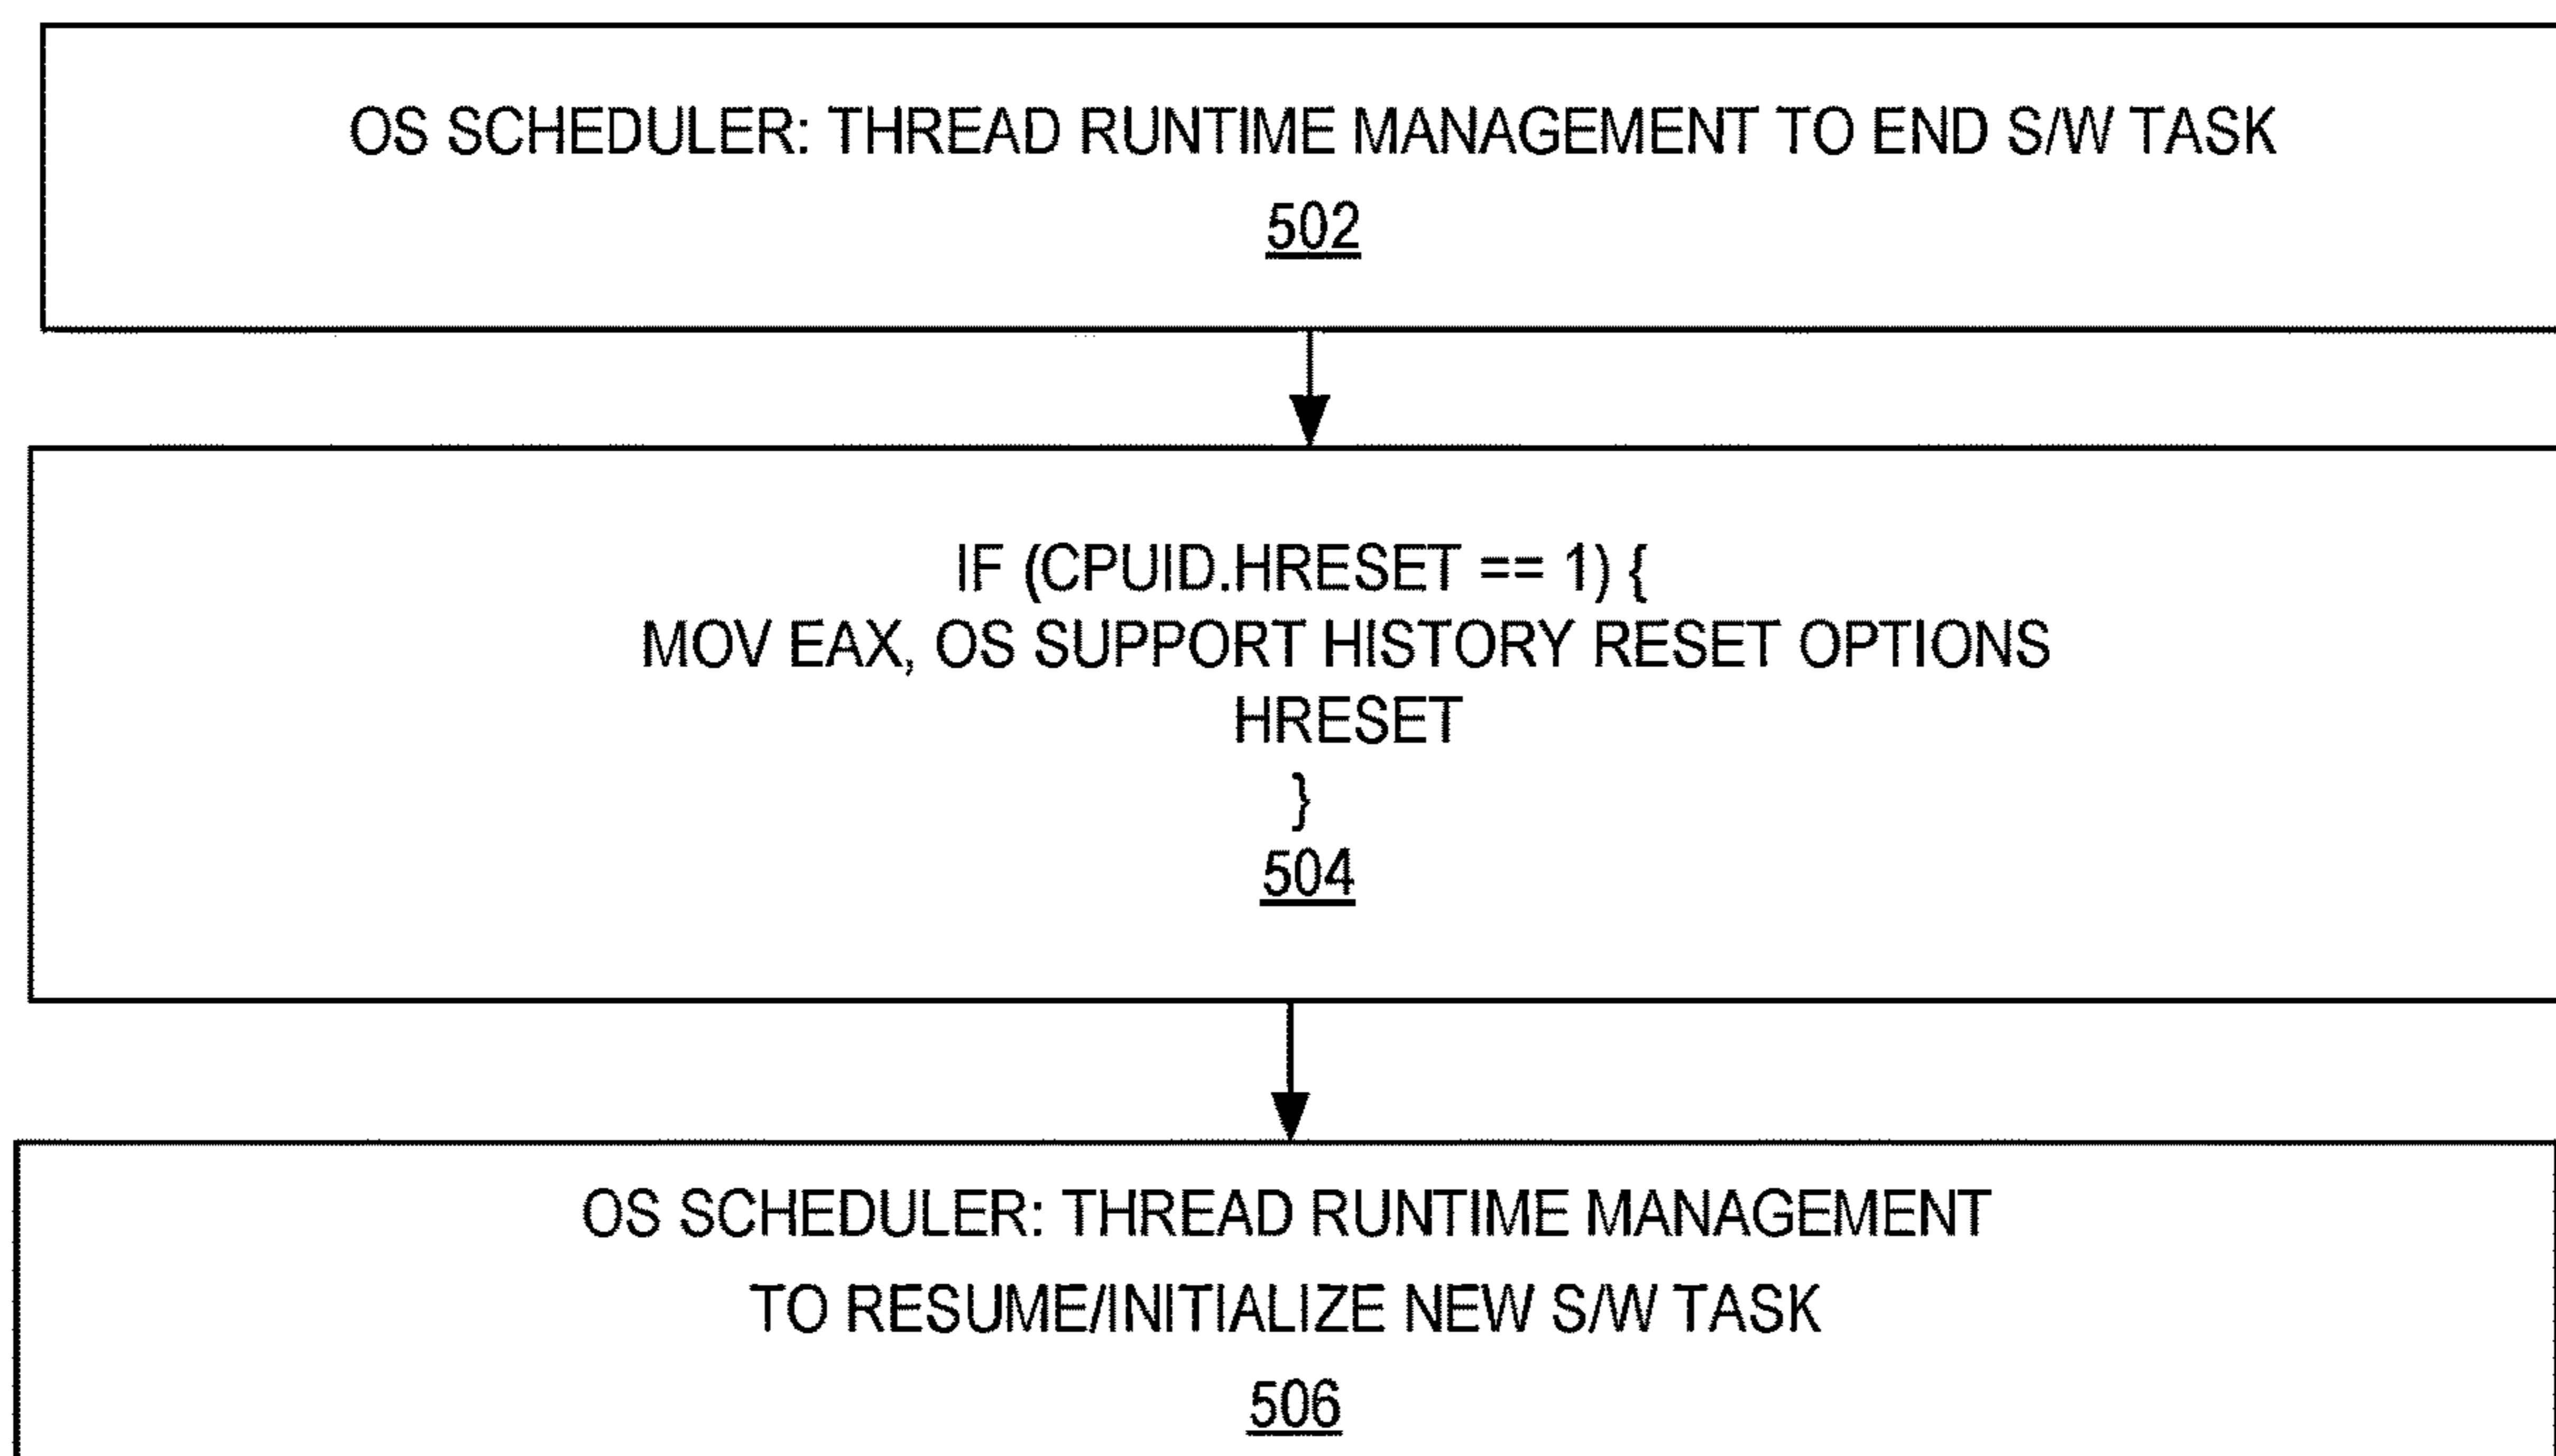 OS SCHEDULER: THREAD RUNTIME MANAGEMENT TO END S/W TASK
502
IF (CPUID.HRESET == 1) {
MOV EAX, OS SUPPORT HISTORY RESET OPTIONS
HRESET
}
504
OS SCHEDULER: THREAD RUNTIME MANAGEMENT
TO RESUME/INITIALIZE NEW S/W TASK
506